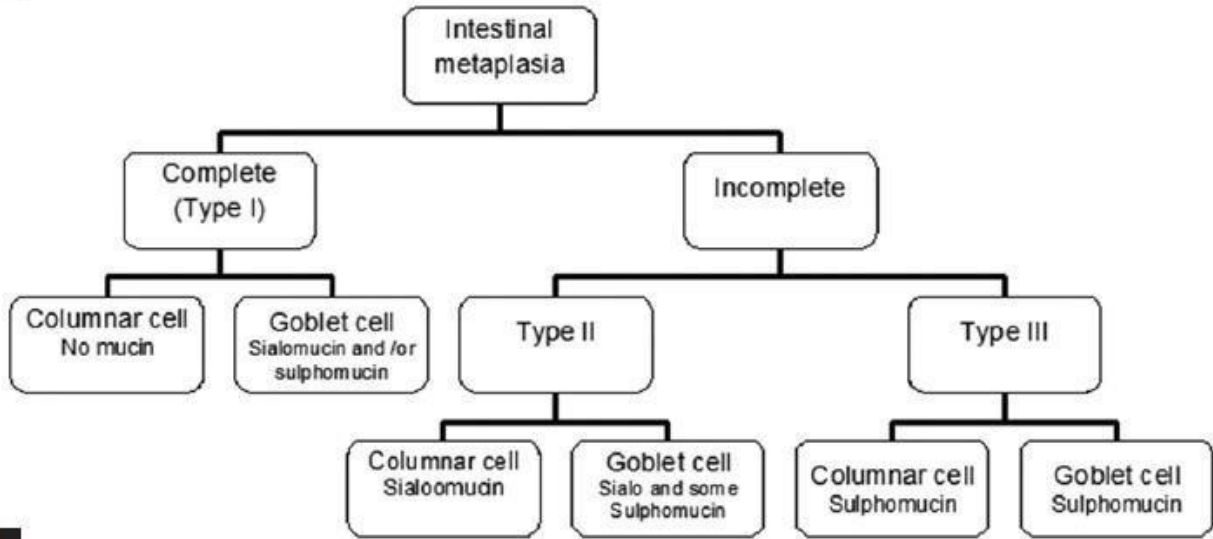 Intestinal
metaplasia
Complete
(Type I)
Incomplete
Columnar cell
No mucin
Goblet cell
Sialomucin and /or
sulphomucin
Type II
Type III
Columnar cell
Sialoomucin
Goblet cell
Sialo and some
Sulphomucin
Columnar cell
Sulphomucin
Goblet cell
Sulphomucin